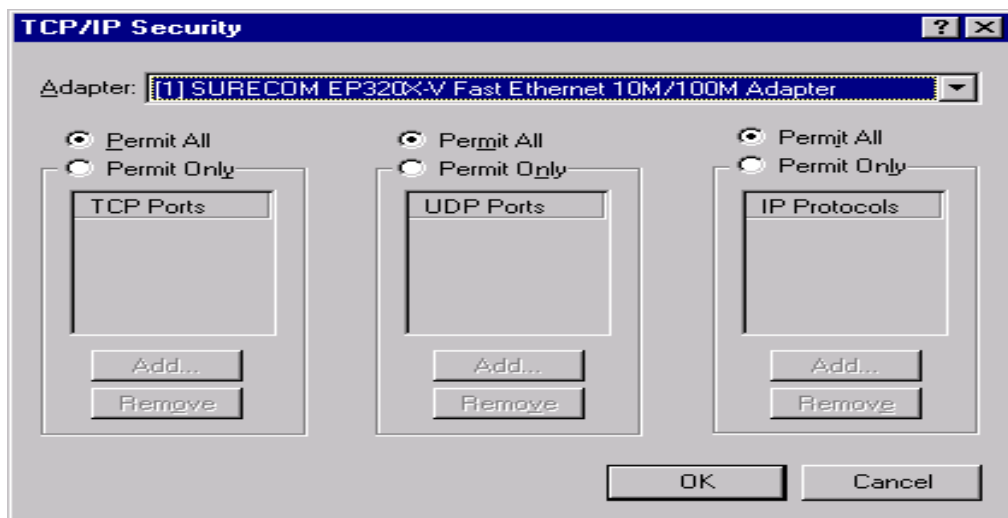 TCP/IP Security
Adapter: [1] SURECOM EP320X-V Fast Ethernet 10M/100M Adapter
Permit All
Permit Only
TCP Ports
Add...
Remove
Permit All
Permit Only
UDP Ports
Add...
Remove
Permit All
Permit Only
IP Protocols
Add...
Remove
OK
Cancel